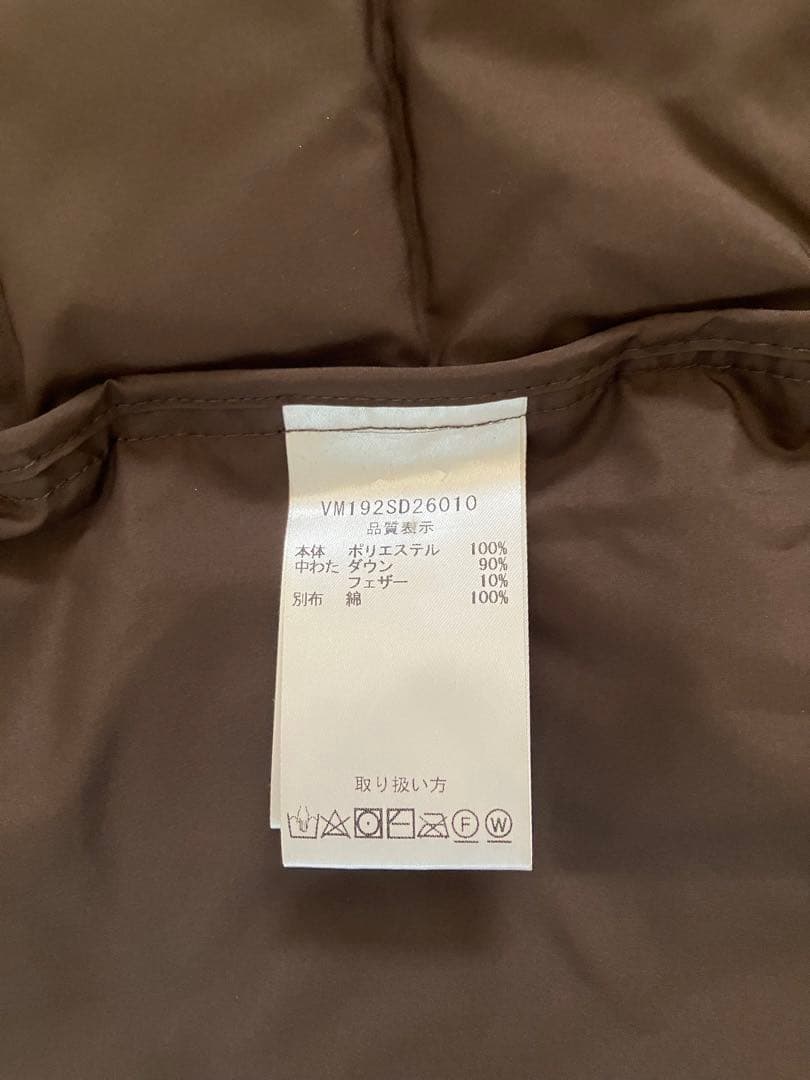 VM192SD26010
品質表示
本体 ポリエステル 100%
中わた ダウン 90%
フェザー 10%
別布 綿 100%
取り扱い方
F W